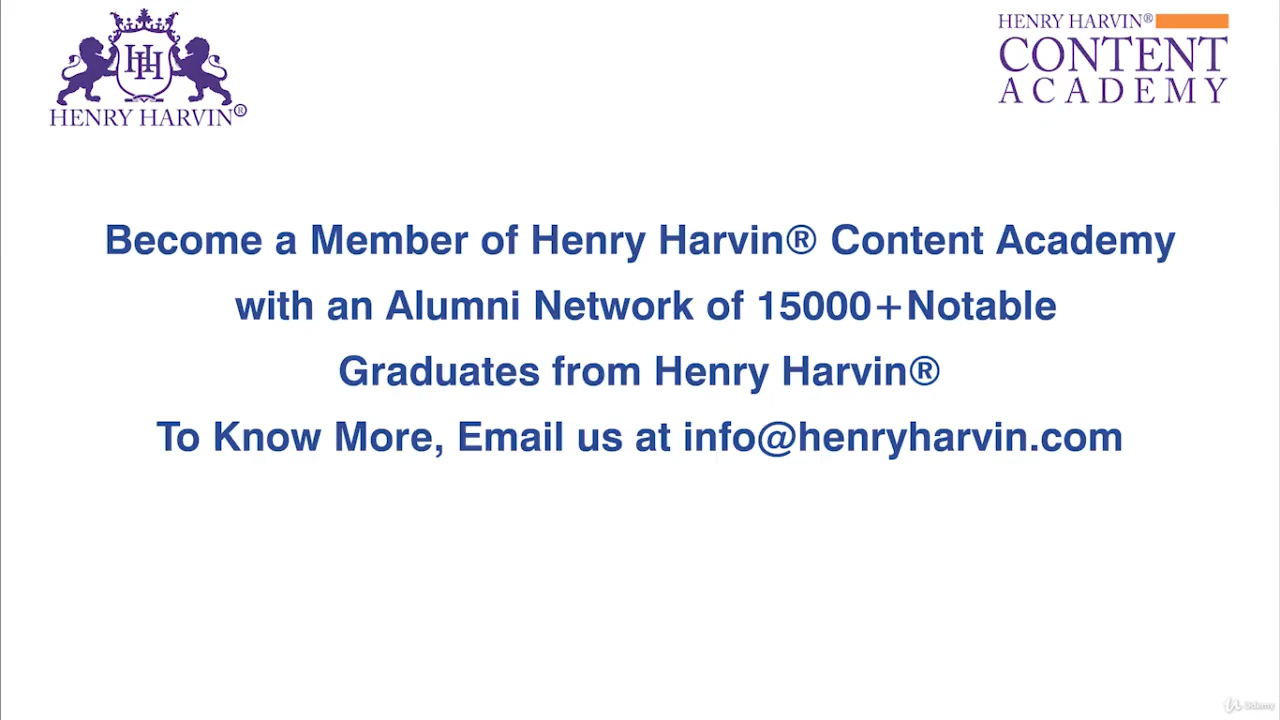 HENRY HARVIN®
HENRY HARVIN®
CONTENT
ACADEMY
Become a Member of Henry Harvin® Content Academy
with an Alumni Network of 15000+Notable
Graduates from Henry Harvin®
To Know More, Email us at info@henryharvin.com
Udemy